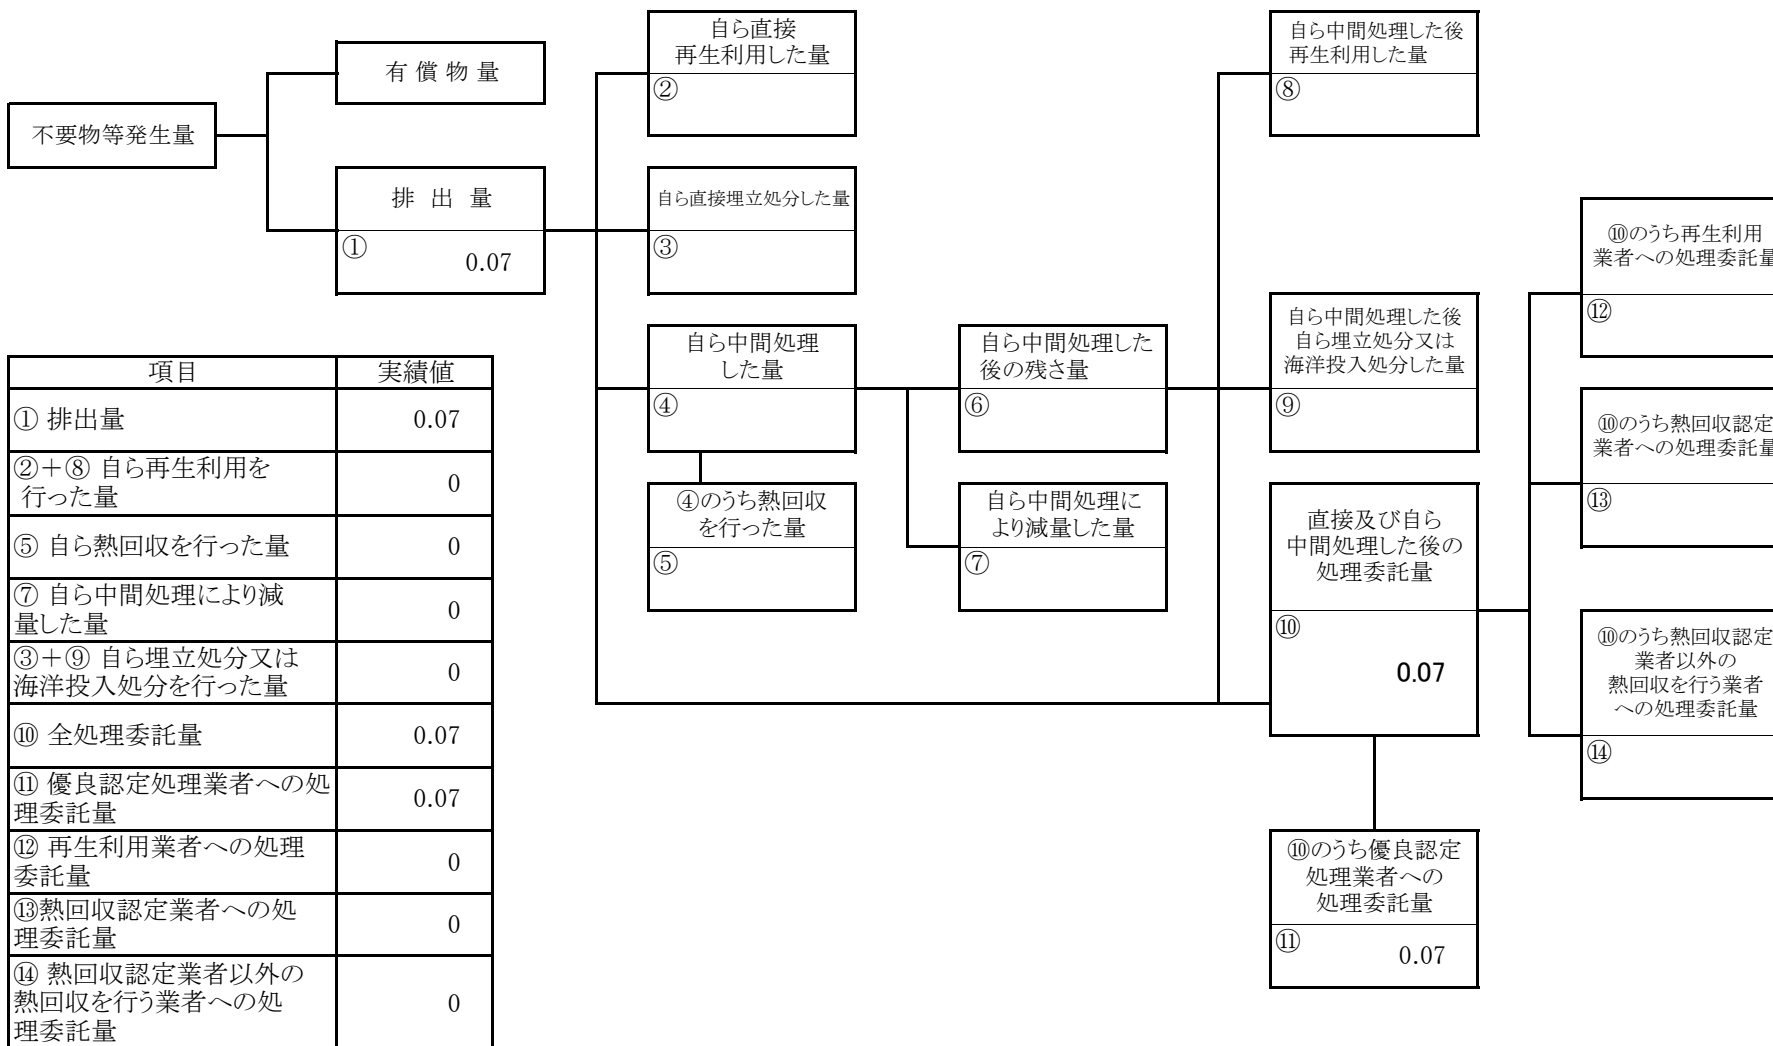 不要物等発生量
有 償 物 量
排 出 量
①
0.07
自ら直接
再生利用した量
②
自ら直接埋立処分した量
③
自ら中間処理
した量
④
④のうち熱回収
を行った量
⑤
自ら中間処理した
後の残さ量
⑥
自ら中間処理に
より減量した量
⑦
自ら中間処理した後
再生利用した量
⑧
自ら中間処理した後
自ら埋立処分又は
海洋投入処分した量
⑨
直接及び自ら
中間処理した後の
処理委託量
⑩
0.07
⑩のうち優良認定
処理業者への
処理委託量
⑪
0.07
⑩のうち再生利用
業者への処理委託量
⑫
⑩のうち熱回収認定
業者への処理委託量
⑬
⑩のうち熱回収認定
業者以外の
熱回収を行う業者
への処理委託量
⑭
項目 実績値
① 排出量 0.07
②＋⑧ 自ら再生利用を
行った量 0
⑤ 自ら熱回収を行った量 0
⑦ 自ら中間処理により減
量した量 0
③＋⑨ 自ら埋立処分又は
海洋投入処分を行った量 0
⑩ 全処理委託量 0.07
⑪ 優良認定処理業者への処
理委託量 0.07
⑫ 再生利用業者への処理
委託量 0
⑬熱回収認定業者への処
理委託量 0
⑭ 熱回収認定業者以外の
熱回収を行う業者への処
理委託量 0